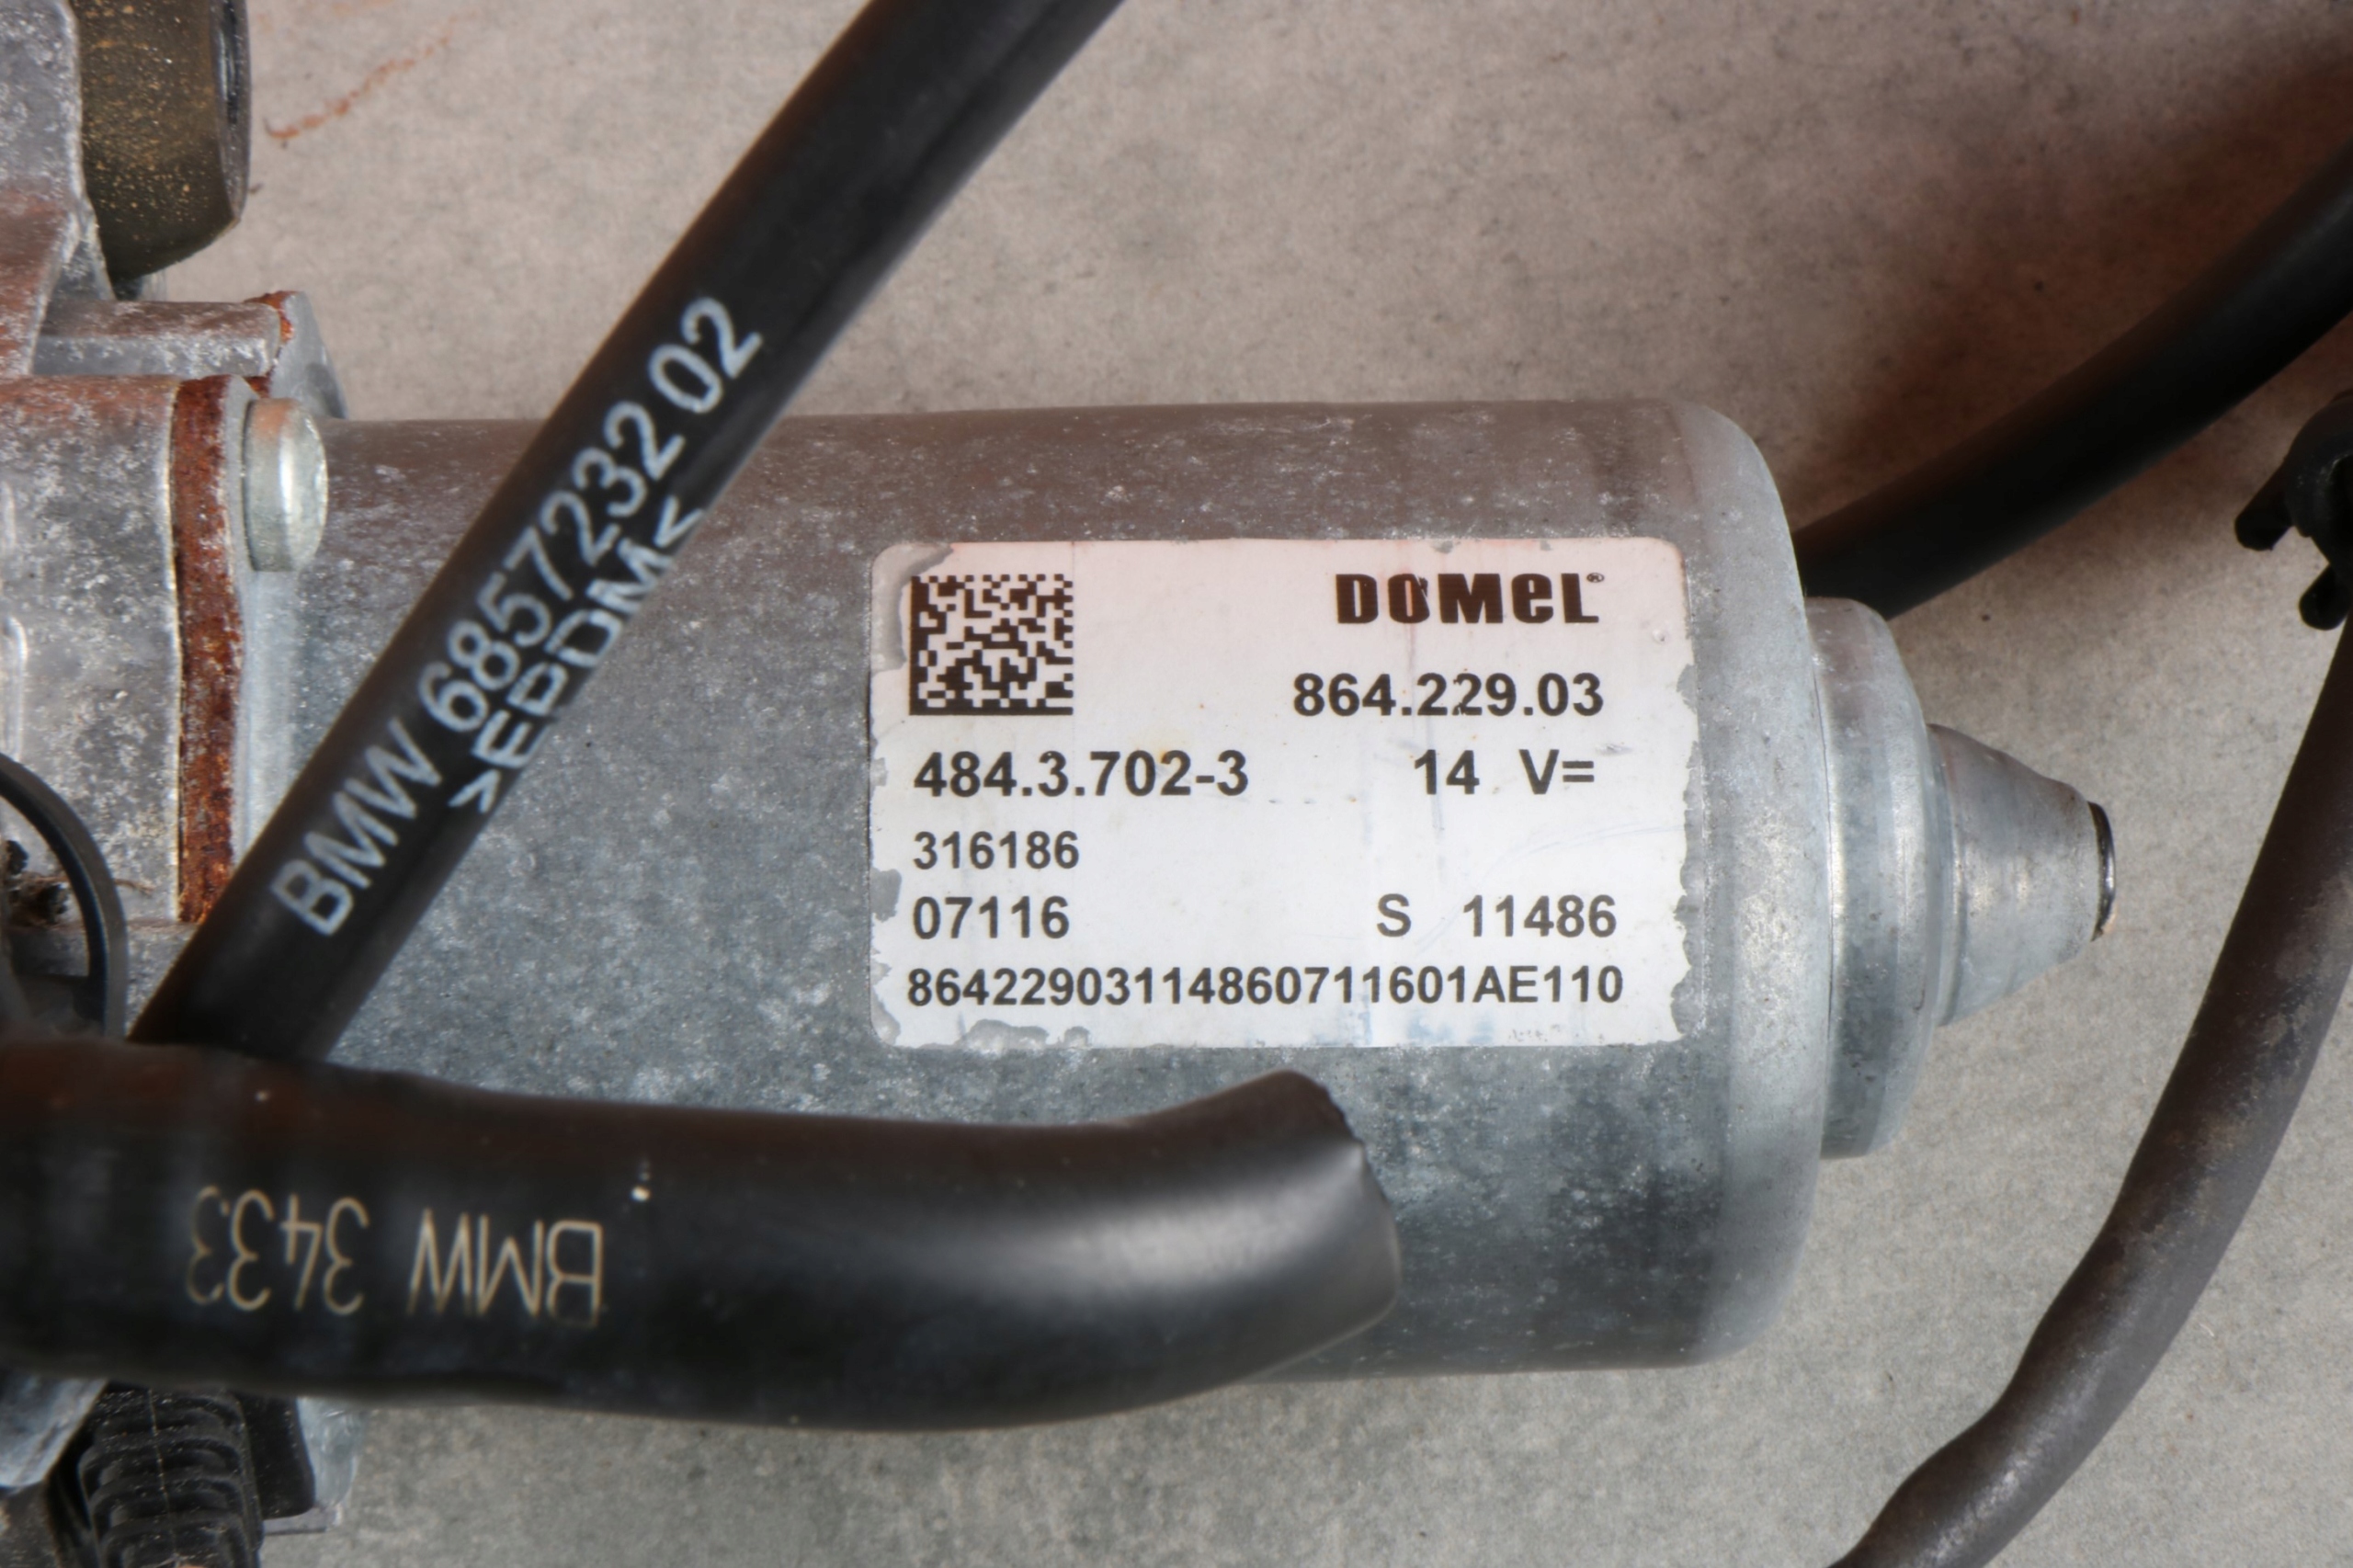 BMW 6857232 02
>EPDM<
DOMEL®
864.229.03
484.3.702-3 14 V=
316186
07116 S 11486
86422903114860711601AE110
BMW 3433